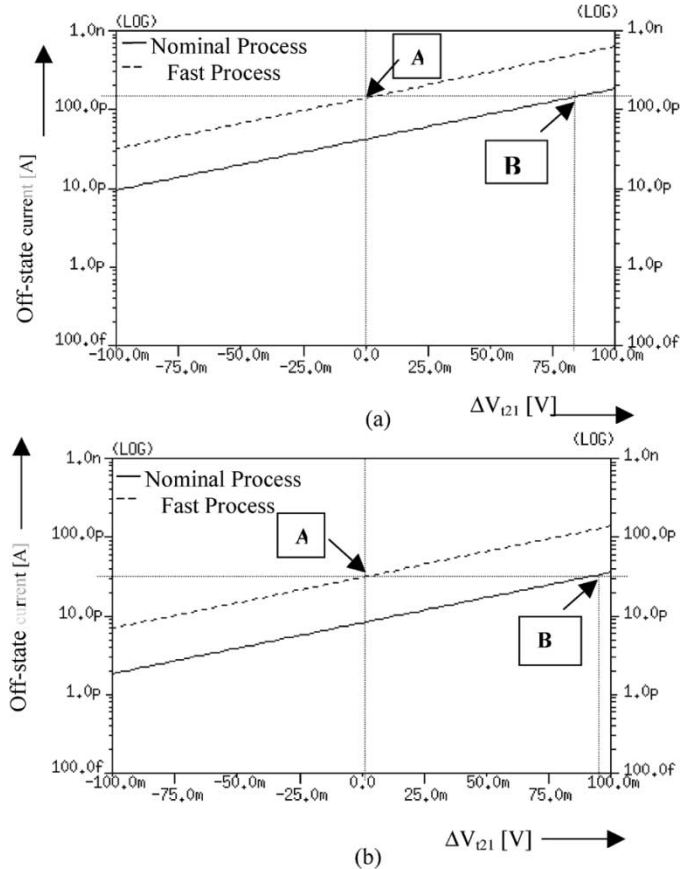 (LOG) (LOG)
1.0n 1.0n
Nominal Process
Fast Process
A
100.0p 100.0p
B
10.0p 10.0p
1.0p 1.0p
100.0f 100.0f
-100.0m -50.0m 0.0 50.0m 100.0m
-75.0m -25.0m 25.0m 75.0m
Off-state current [A]
ΔVt21 [V]
(a)
(LOG) (LOG)
1.0n 1.0n
Nominal Process
Fast Process
100.0p 100.0p
A
10.0p 10.0p
B
1.0p 1.0p
100.0f 100.0f
-100.0m -50.0m 0.0 50.0m 100.0m
-75.0m -25.0m 25.0m 75.0m
Off-state current [A]
ΔVt21 [V]
(b)